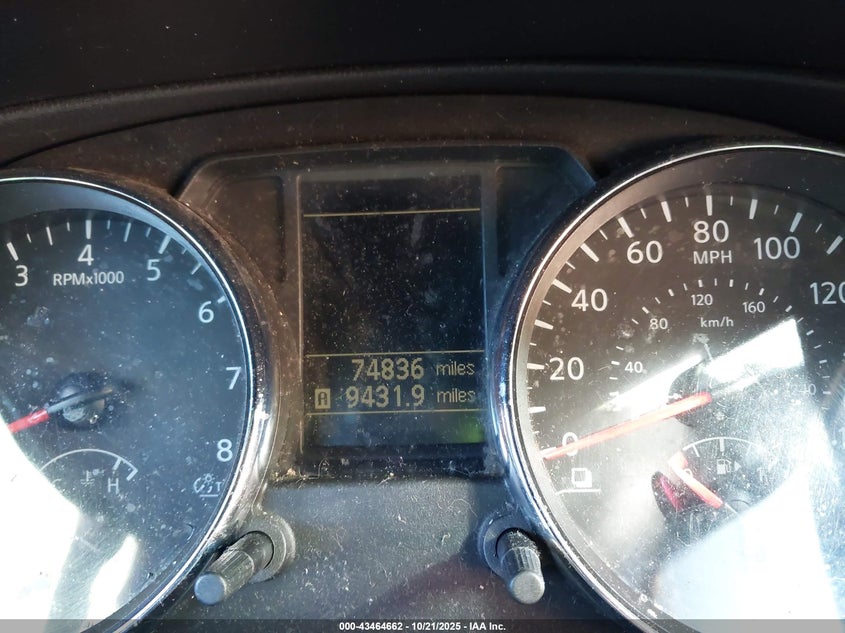 3 4 5 6 7 8
RPMx1000
C H
74836 miles
A 9431.9 miles
0 20 40 60 80 100 120
MPH
40 80 120 160
km/h
000-43464662 - 10/21/2025 - IAA Inc.